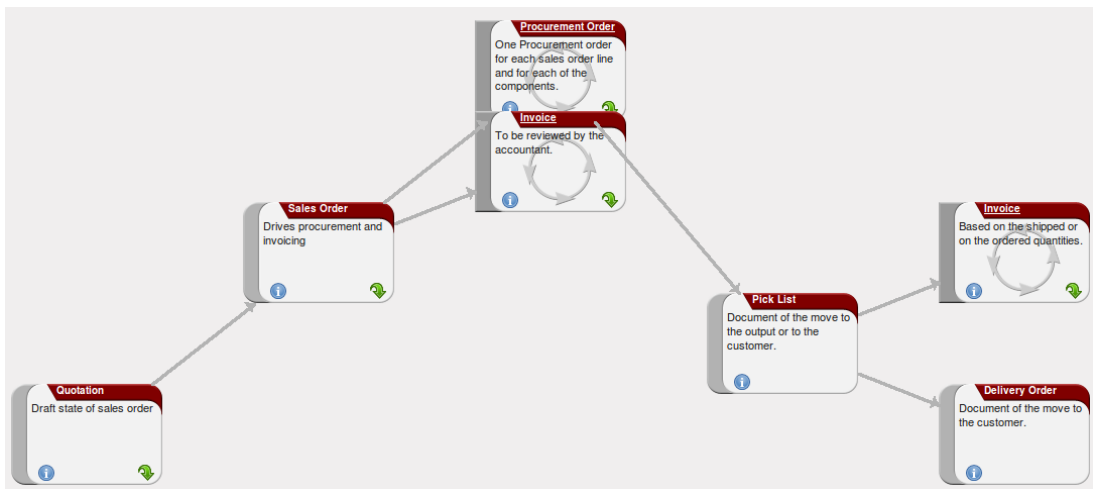 Procurement Order
One Procurement order
for each sales order line
and for each of the
components.
Invoice
To be reviewed by the
accountant.
Sales Order
Drives procurement and
invoicing
Invoice
Based on the shipped or
on the ordered quantities.
Pick List
Document of the move to
the output or to the
customer.
Quotation
Draft state of sales order
Delivery Order
Document of the move to
the customer.